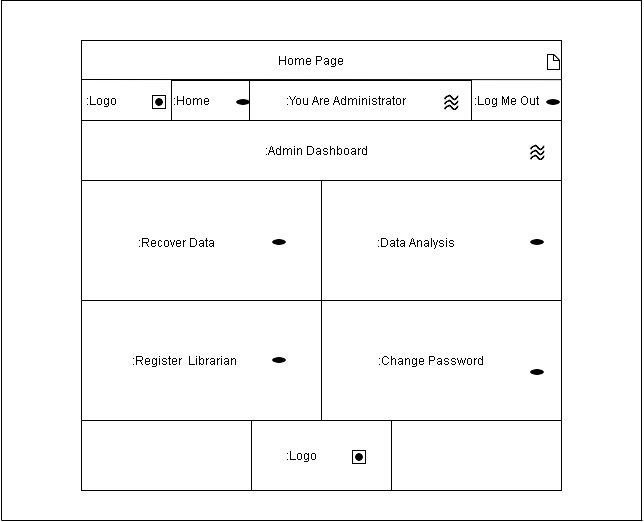 Home Page
:Logo
:Home
:You Are Administrator
:Log Me Out
:Admin Dashboard
:Recover Data
:Data Analysis
:Register  Librarian
:Change Password
:Logo